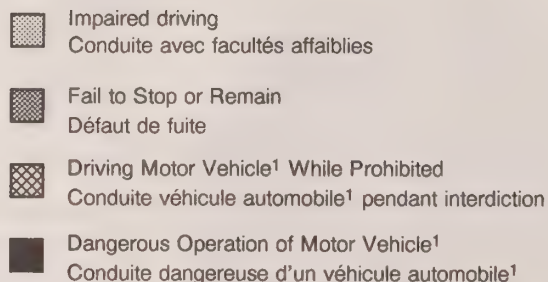 Impaired driving
Conduite avec facultés affaiblies
Fail to Stop or Remain
Défaut de fuite
Driving Motor Vehicle¹ While Prohibited
Conduite véhicule automobile¹ pendant interdiction
Dangerous Operation of Motor Vehicle¹
Conduite dangereuse d'un véhicule automobile¹